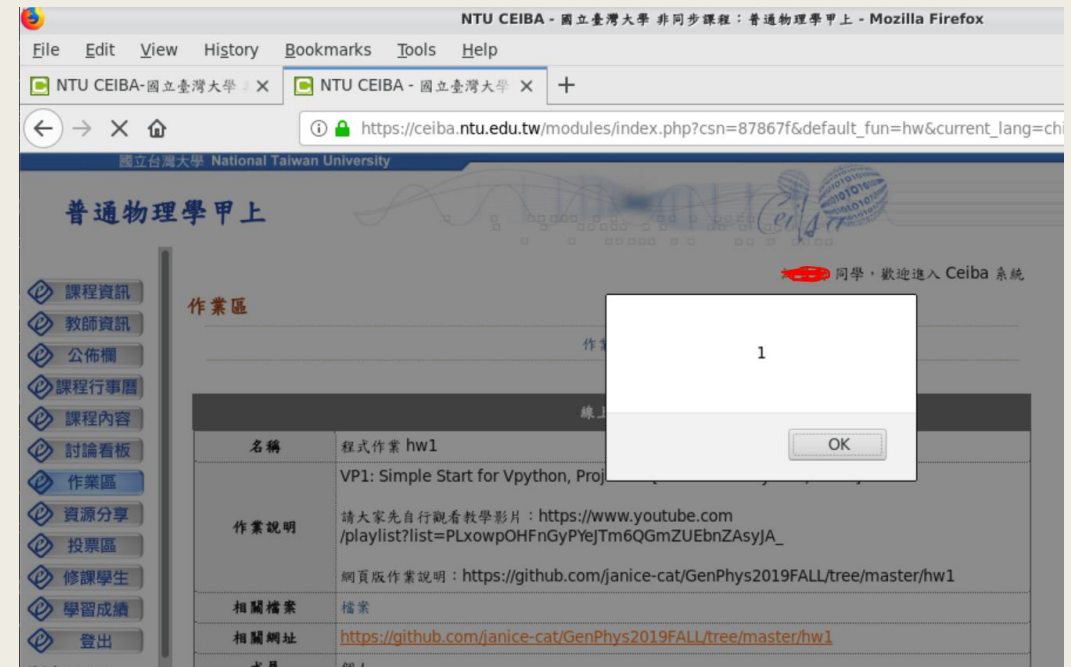 NTU CEIBA - 國立臺灣大學 非同步課程：普通物理學甲上 - Mozilla Firefox
File Edit View History Bookmarks Tools Help
NTU CEIBA-國立臺灣大學
NTU CEIBA - 國立臺灣大學
https://ceiba.ntu.edu.tw/modules/index.php?csn=87867f&default_fun=hw&current_lang=chi
國立台灣大學 National Taiwan University
普通物理學甲上
Ceiba
同學，歡迎進入 Ceiba 系統
課程資訊
教師資訊
公佈欄
課程行事曆
課程內容
討論看板
作業區
資源分享
投票區
修課學生
學習成績
登出
作業區
作業
1
OK
線上
名稱 程式作業 hw1
作業說明
VP1: Simple Start for Vpython, Proj
請大家先自行觀看教學影片：https://www.youtube.com
/playlist?list=PLxowpOHFnGyPYeJTm6QGmZUEbnZAsyJA_
網頁版作業說明：https://github.com/janice-cat/GenPhys2019FALL/tree/master/hw1
相關檔案 檔案
相關網址 https://github.com/janice-cat/GenPhys2019FALL/tree/master/hw1